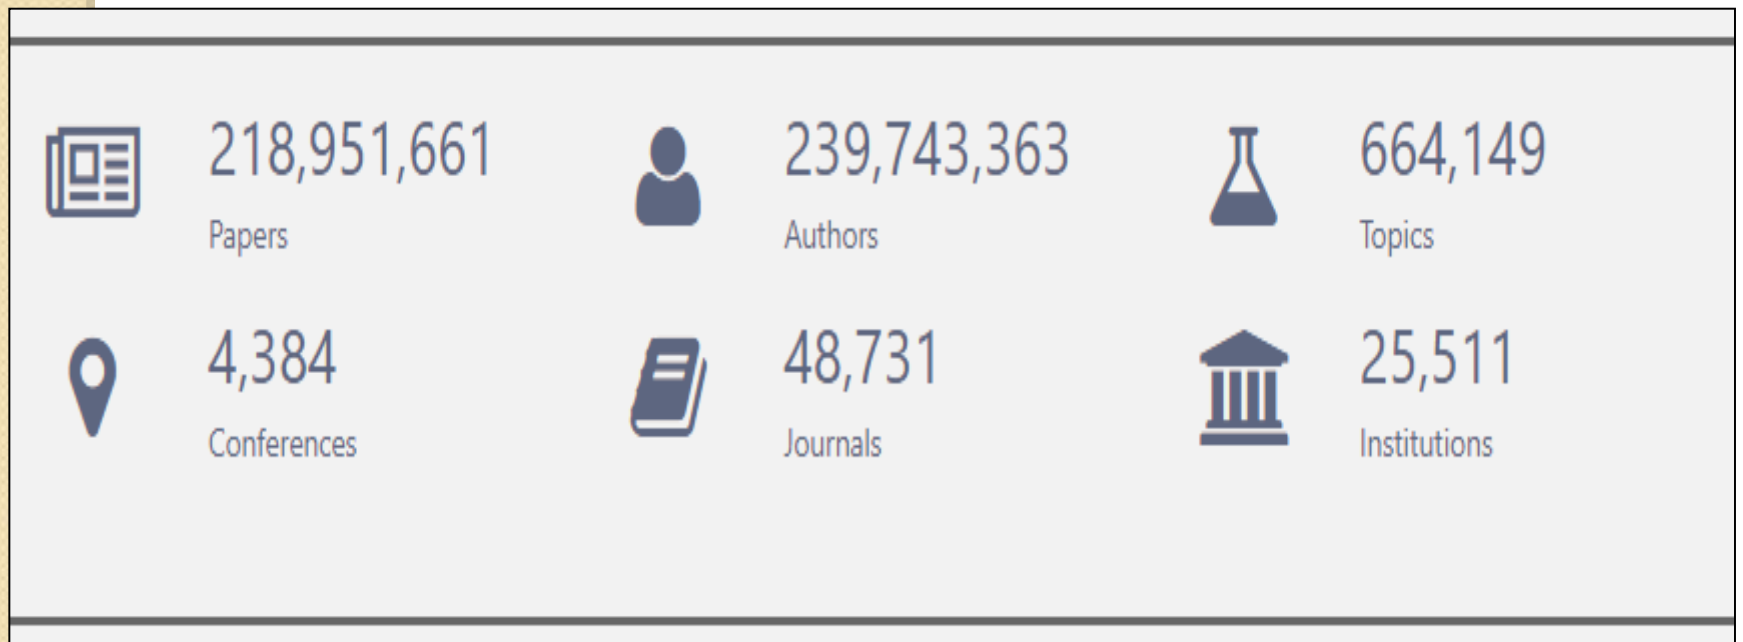 218,951,661
Papers
239,743,363
Authors
664,149
Topics
4,384
Conferences
48,731
Journals
25,511
Institutions